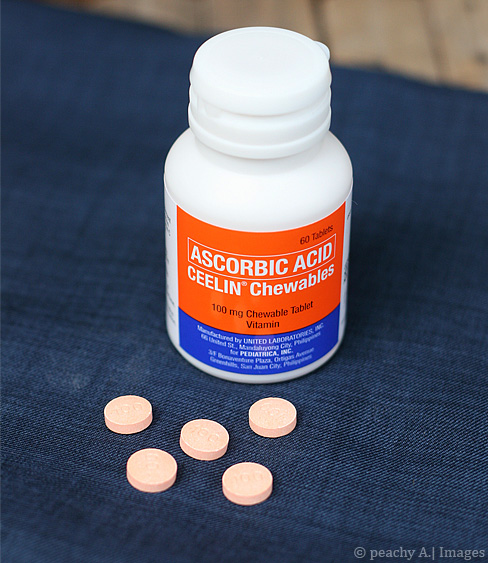 60 Tablets
ASCORBIC ACID
CEELIN® Chewables
100 mg Chewable Tablet
Vitamin
Manufactured by UNITED LABORATORIES, INC.
66 United St., Mandaluyong City, Philippines
for PEDIATRICA, INC.
3/F Bonaventure Plaza, Ortigas Avenue
Greenhills, San Juan City, Philippines
© peachy A.| Images